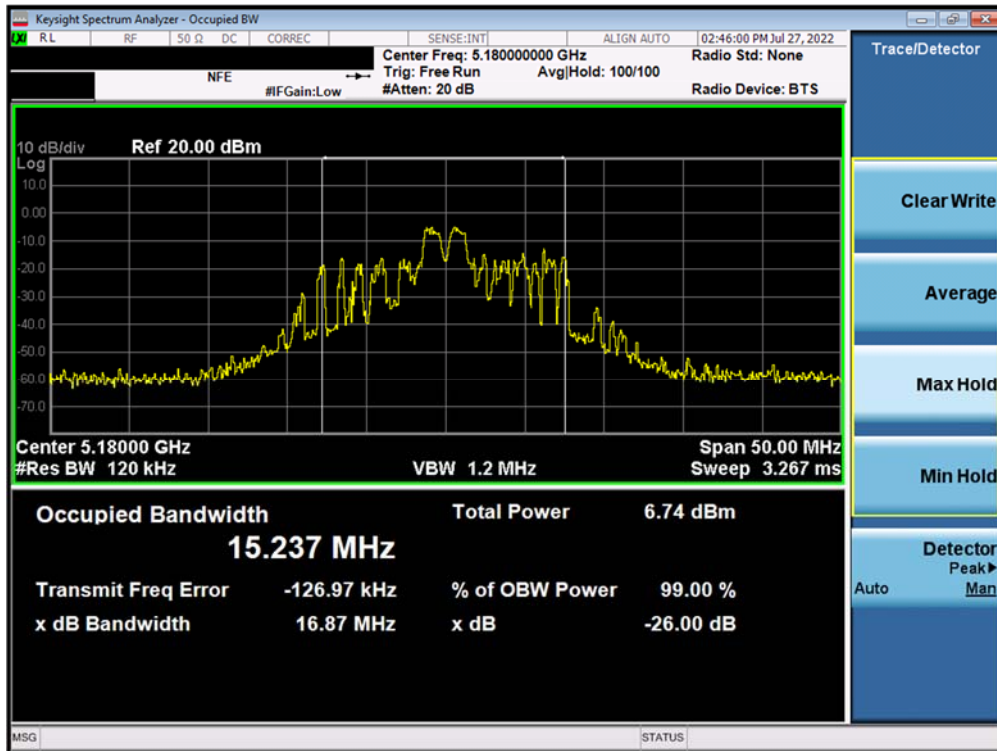 Keysight Spectrum Analyzer - Occupied BW
LXI RL RF 50 Ω DC CORREC SENSE:INT ALIGN AUTO 02:46:00 PM Jul 27, 2022
Center Freq: 5.180000000 GHz Radio Std: None
NFE Trig: Free Run Avg|Hold: 100/100
#IFGain:Low #Atten: 20 dB Radio Device: BTS
10 dB/div Ref 20.00 dBm
Log
10.0
0.00
-10.0
-20.0
-30.0
-40.0
-50.0
-60.0
-70.0
Center 5.18000 GHz Span 50.00 MHz
#Res BW 120 kHz VBW 1.2 MHz Sweep 3.267 ms
Occupied Bandwidth Total Power 6.74 dBm
15.237 MHz
Transmit Freq Error -126.97 kHz % of OBW Power 99.00 %
x dB Bandwidth 16.87 MHz x dB -26.00 dB
MSG STATUS
Trace/Detector
Clear Write
Average
Max Hold
Min Hold
Detector
Peak▶
Auto Man